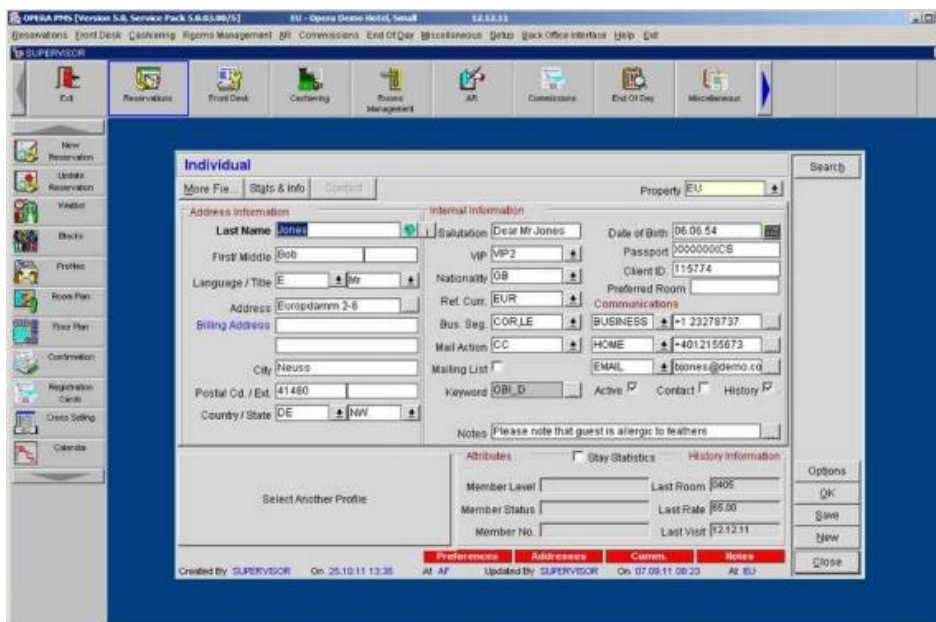 OPERA PMS [Version 5.0, Service Pack 5.0.03.00/5] EU - Opera Demo Hotel, Small 12.12.11
Reservations Front Desk Cashiering Rooms Management AR Commissions End Of Day Miscellaneous Setup Back Office Interface Help Exit
SUPERVISOR
Exit Reservations Front Desk Cashiering Rooms Management AR Commissions End Of Day Miscellaneous
New Reservation
Update Reservation
Waitlist
Blocks
Profiles
Room Plan
Floor Plan
Confirmation
Registration Cards
Cross Selling
Calendar
Individual
Search
More Fie... Stats & Info Contact
Property EU
Address Information
Last Name Jones
First/ Middle Bob
Language / Title E Mr
Address Europdamm 2-6
Billing Address
City Neuss
Postal Cd. / Ext. 41460
Country / State DE NW
Internal Information
Salutation Dear Mr Jones
VIP VIP2
Nationality GB
Ref. Curr. EUR
Bus. Seg. COR,LE
Mail Action CC
Mailing List
Keyword OBI_D
Date of Birth 06.06.54
Passport
Client ID 115774
Preferred Room
Communications
BUSINESS +1 23278737
HOME +4012155673
EMAIL bjones@demo.co
Active Contact History
Notes Please note that guest is allergic to feathers
Select Another Profile
Attributes Stay Statistics History Information
Member Level Last Room 0405
Member Status Last Rate 85.00
Member No. Last Visit 12.12.11
Preferences Addresses Comm. Notes
Created By SUPERVISOR On 25.10.11 13:35 At AF Updated By SUPERVISOR On 07.09.11 08:23 At EU
Options
OK
Save
New
Close